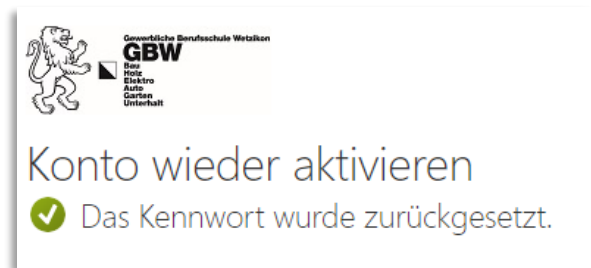 Gewerbliche Berufsschule Wetzikon
GBW
Bau
Holz
Elektro
Auto
Garten
Unterhalt
Konto wieder aktivieren
Das Kennwort wurde zurückgesetzt.